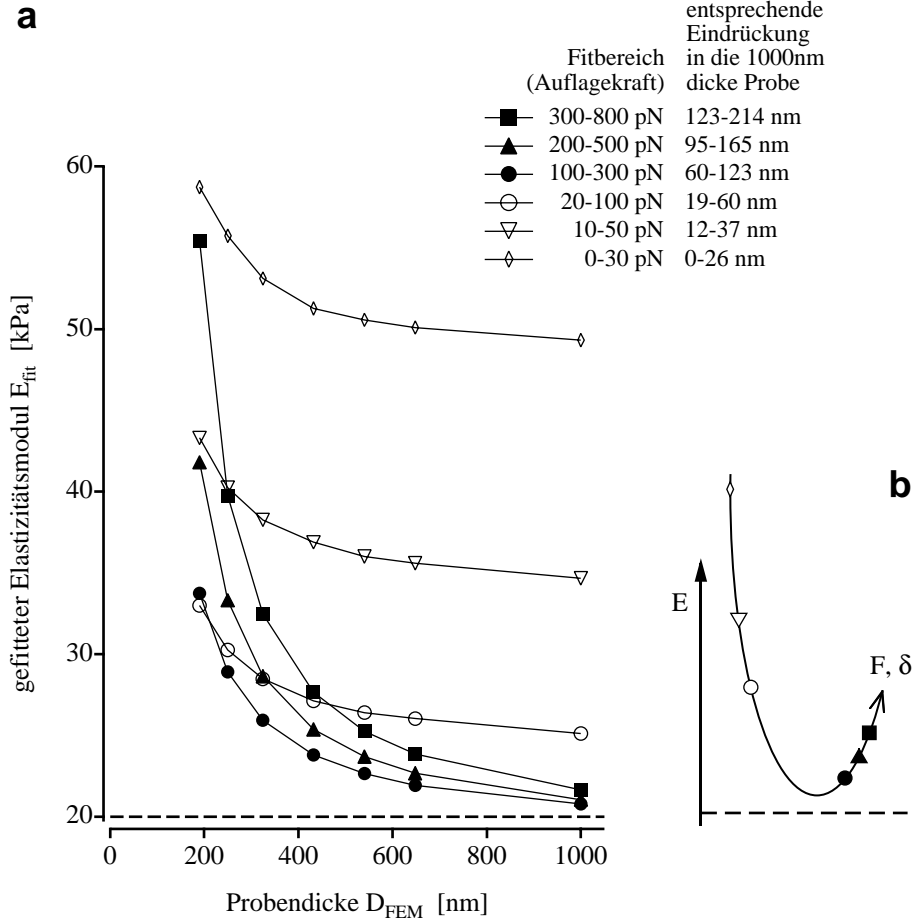 a
entsprechende
Eindrückung
Fitbereich in die 1000nm
(Auflagekraft) dicke Probe
300-800 pN 123-214 nm
200-500 pN 95-165 nm
100-300 pN 60-123 nm
20-100 pN 19-60 nm
10-50 pN 12-37 nm
0-30 pN 0-26 nm
gefitteter Elastizitätsmodul E_fit [kPa]
60
50
40
30
20
0 200 400 600 800 1000
Probendicke D_FEM [nm]
b
E
F, δ